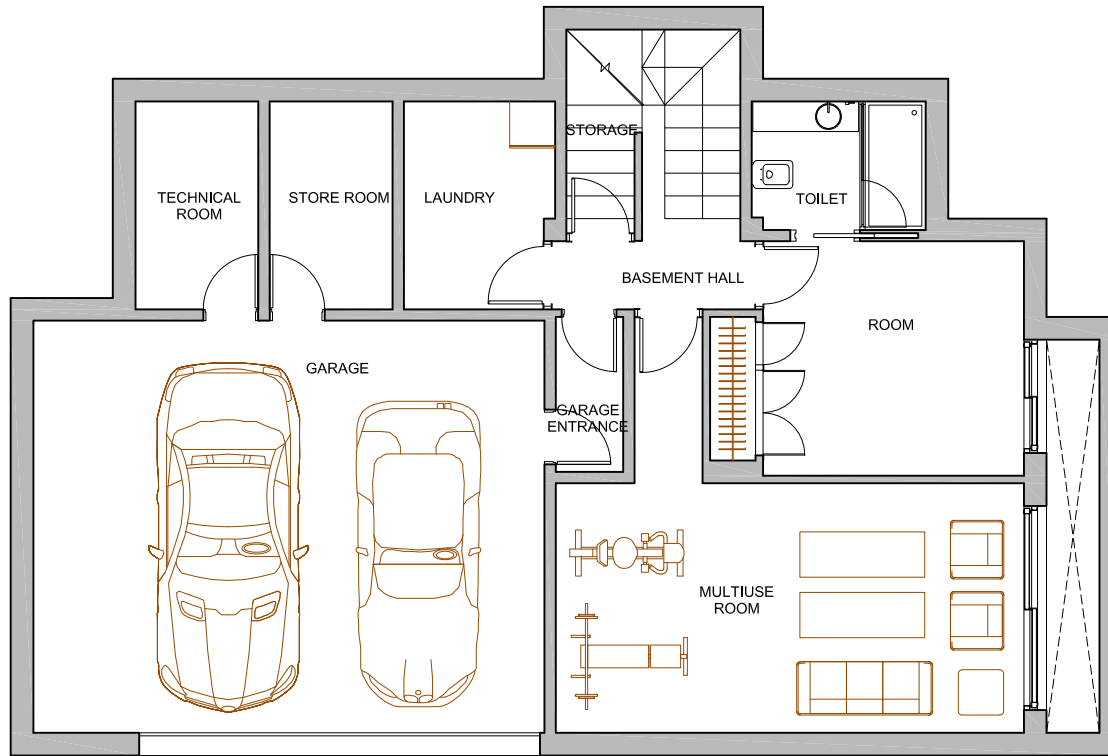 STORAGE
TECHNICAL
ROOM
STORE ROOM
LAUNDRY
TOILET
BASEMENT HALL
ROOM
GARAGE
GARAGE
ENTRANCE
MULTIUSE
ROOM